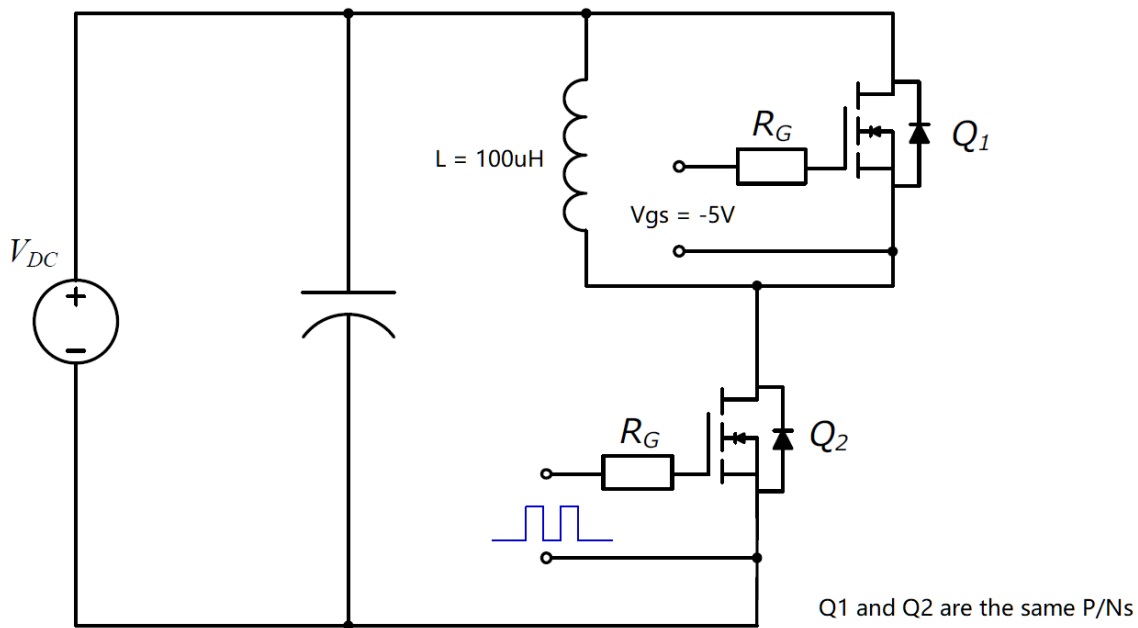 R_G
Q_1
L = 100uH
Vgs = -5V
V_DC
+
−
R_G
Q_2
Q1 and Q2 are the same P/Ns